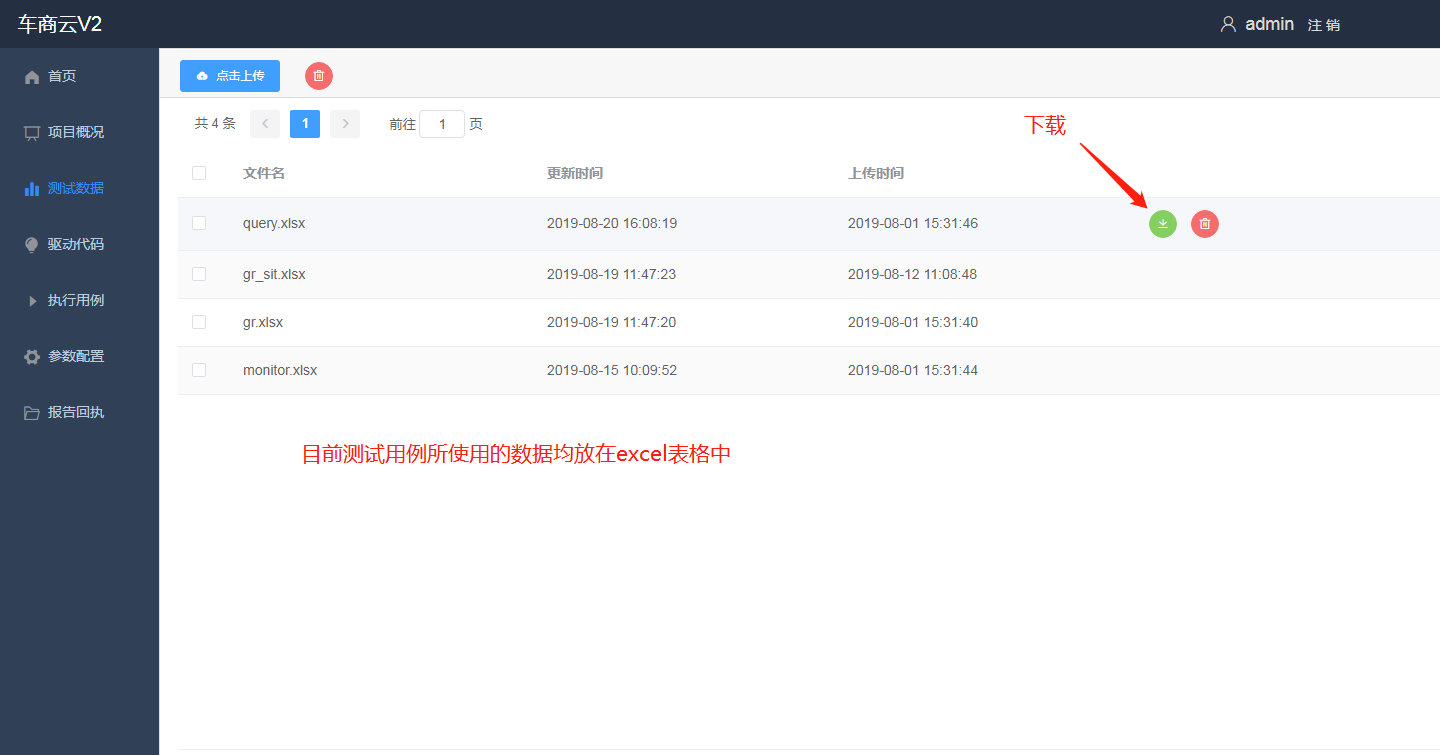 车商云V2
admin 注 销
首页
项目概况
测试数据
驱动代码
执行用例
参数配置
报告回执
点击上传
共 4 条 1 前往 1 页
下载
文件名 更新时间 上传时间
query.xlsx 2019-08-20 16:08:19 2019-08-01 15:31:46
gr_sit.xlsx 2019-08-19 11:47:23 2019-08-12 11:08:48
gr.xlsx 2019-08-19 11:47:20 2019-08-01 15:31:40
monitor.xlsx 2019-08-15 10:09:52 2019-08-01 15:31:44
目前测试用例所使用的数据均放在excel表格中